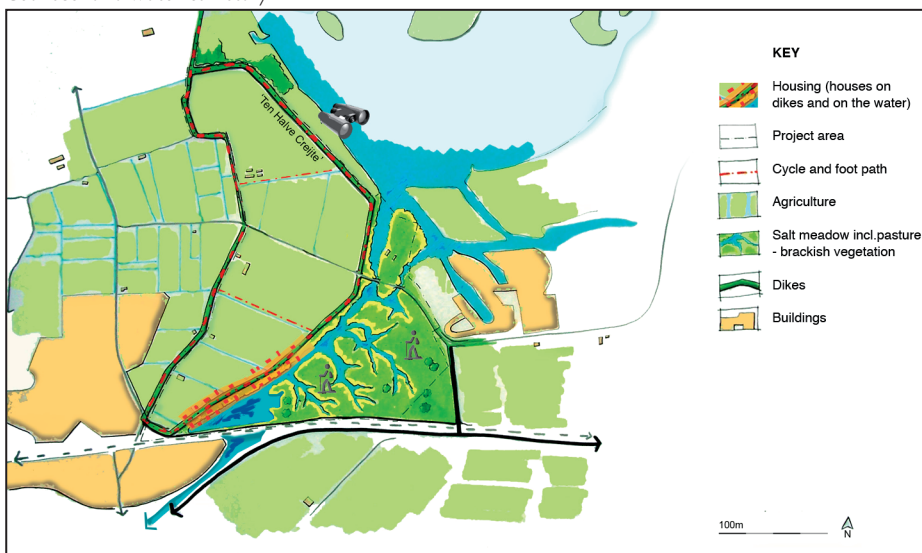 'Ten Halve Creijte'
KEY
Housing (houses on
dikes and on the water)
Project area
Cycle and foot path
Agriculture
Salt meadow incl.pasture
- brackish vegetation
Dikes
Buildings
100m
N